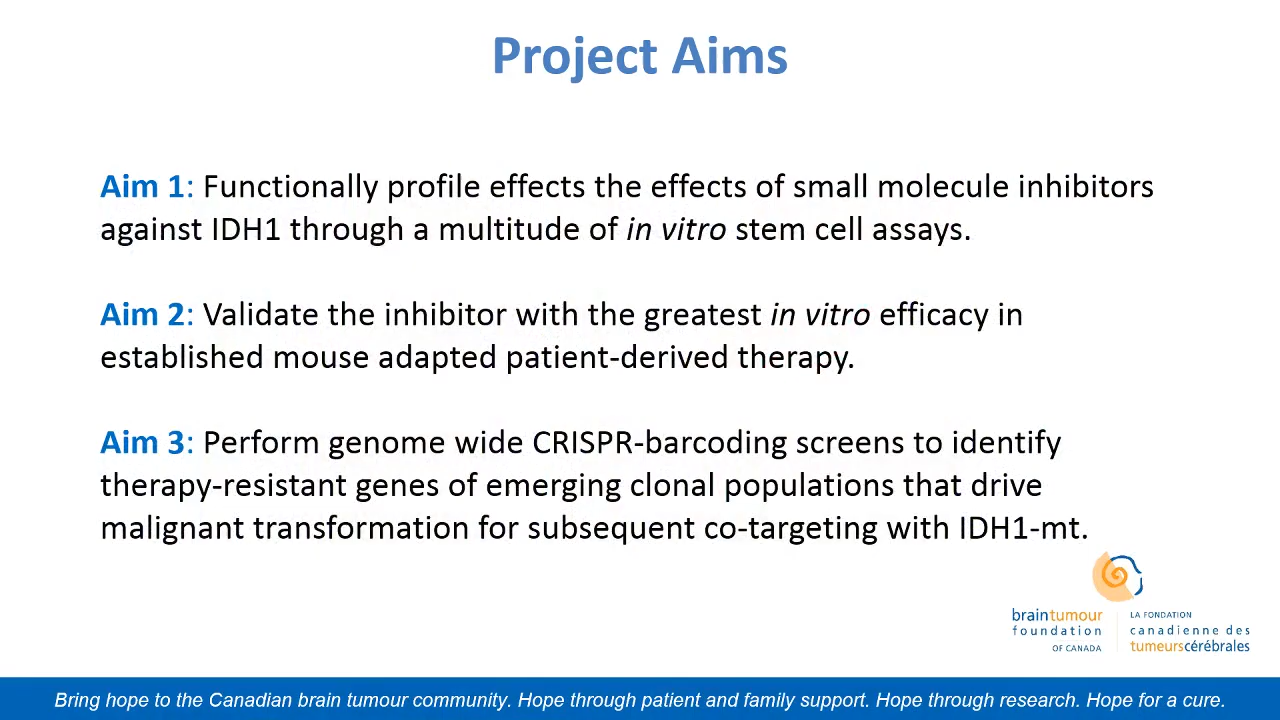 Project Aims
Aim 1: Functionally profile effects the effects of small molecule inhibitors
against IDH1 through a multitude of in vitro stem cell assays.
Aim 2: Validate the inhibitor with the greatest in vitro efficacy in
established mouse adapted patient-derived therapy.
Aim 3: Perform genome wide CRISPR-barcoding screens to identify
therapy-resistant genes of emerging clonal populations that drive
malignant transformation for subsequent co-targeting with IDH1-mt.
braintumour
foundation
OF CANADA
LA FONDATION
canadienne des
tumeurscérébrales
Bring hope to the Canadian brain tumour community. Hope through patient and family support. Hope through research. Hope for a cure.